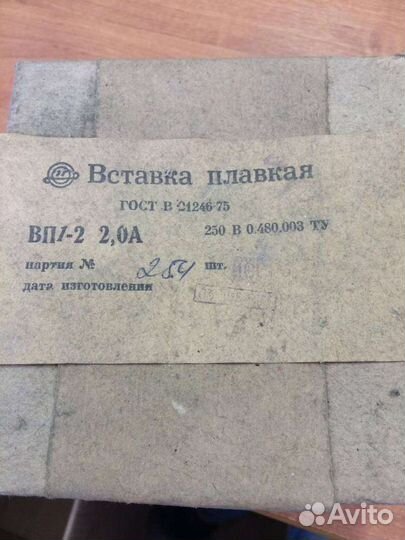 Вставка плавкая
ГОСТ В 21246-75
ВП1-2 2,0А 250 В 0.480.003 ТУ
партия № 284 шт.
дата изготовления
Avito